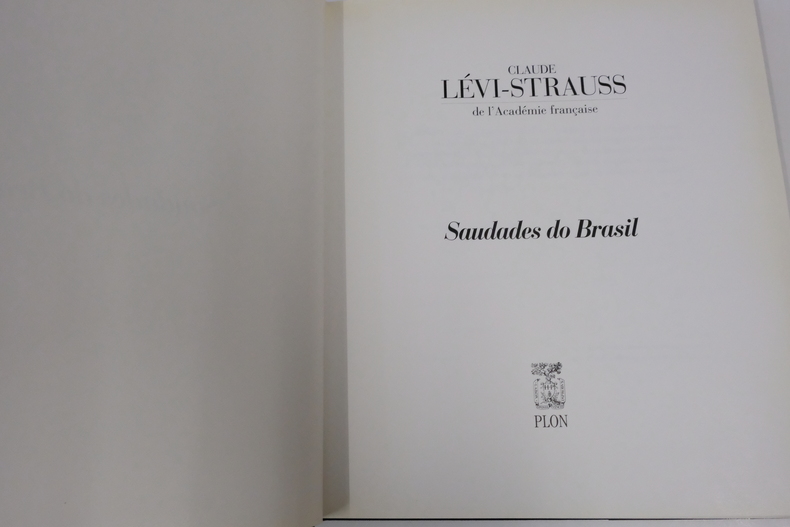 CLAUDE
LÉVI-STRAUSS
de l'Académie française
Saudades do Brasil
PLON